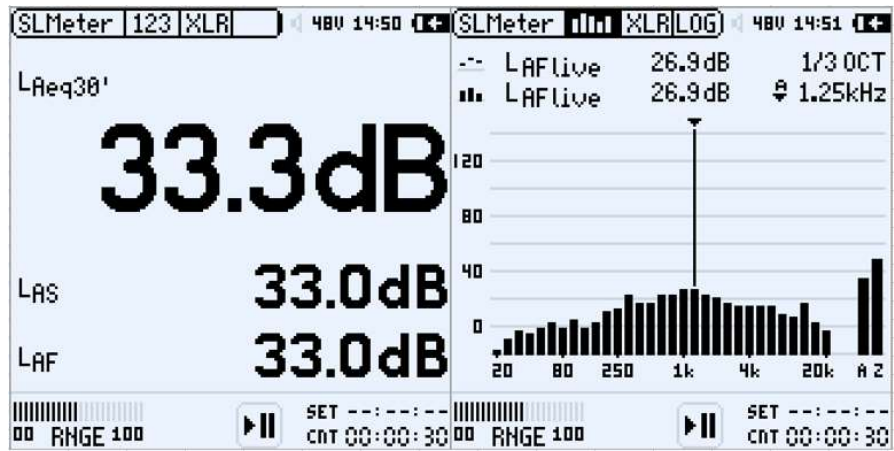 SLMeter 123 XLR 48V 14:50
LAeq30'
33.3dB
LAS 33.0dB
LAF 33.0dB
00 RNGE 100
SET --:--:--
CNT 00:00:30
SLMeter XLR LOG 48V 14:51
LAFlive 26.9dB 1/3 OCT
LAFlive 26.9dB 1.25kHz
120
80
40
0
20 80 250 1k 4k 20k A Z
00 RNGE 100
SET --:--:--
CNT 00:00:30